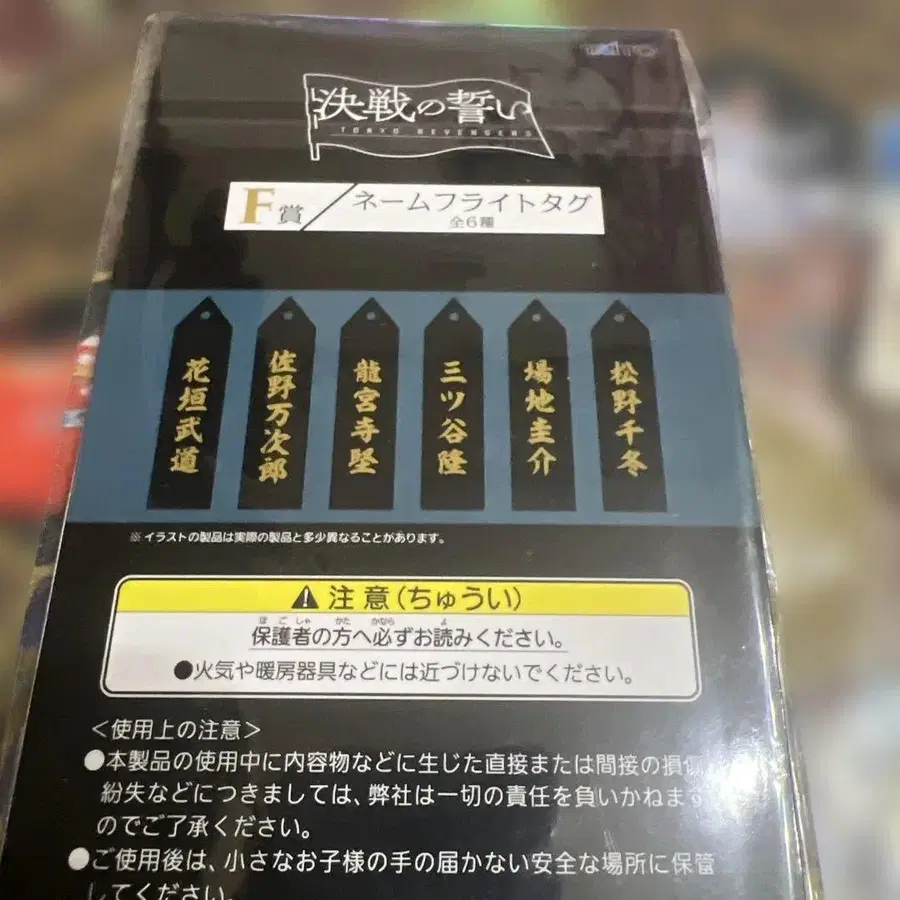 TAITO
決戦の誓い
TOKYO REVENGERS
F賞／ネームフライトタグ
全6種
花垣武道
佐野万次郎
龍宮寺堅
三ツ谷隆
場地圭介
松野千冬
※イラストの製品は実際の製品と多少異なることがあります。
⚠注意(ちゅうい)
ほごしゃ かた かなら よ
保護者の方へ必ずお読みください。
●火気や暖房器具などには近づけないでください。
＜使用上の注意＞
●本製品の使用中に内容物などに生じた直接または間接の損傷
紛失などにつきましては、弊社は一切の責任を負いかねます
のでご了承ください。
●ご使用後は、小さなお子様の手の届かない安全な場所に保管
してください。